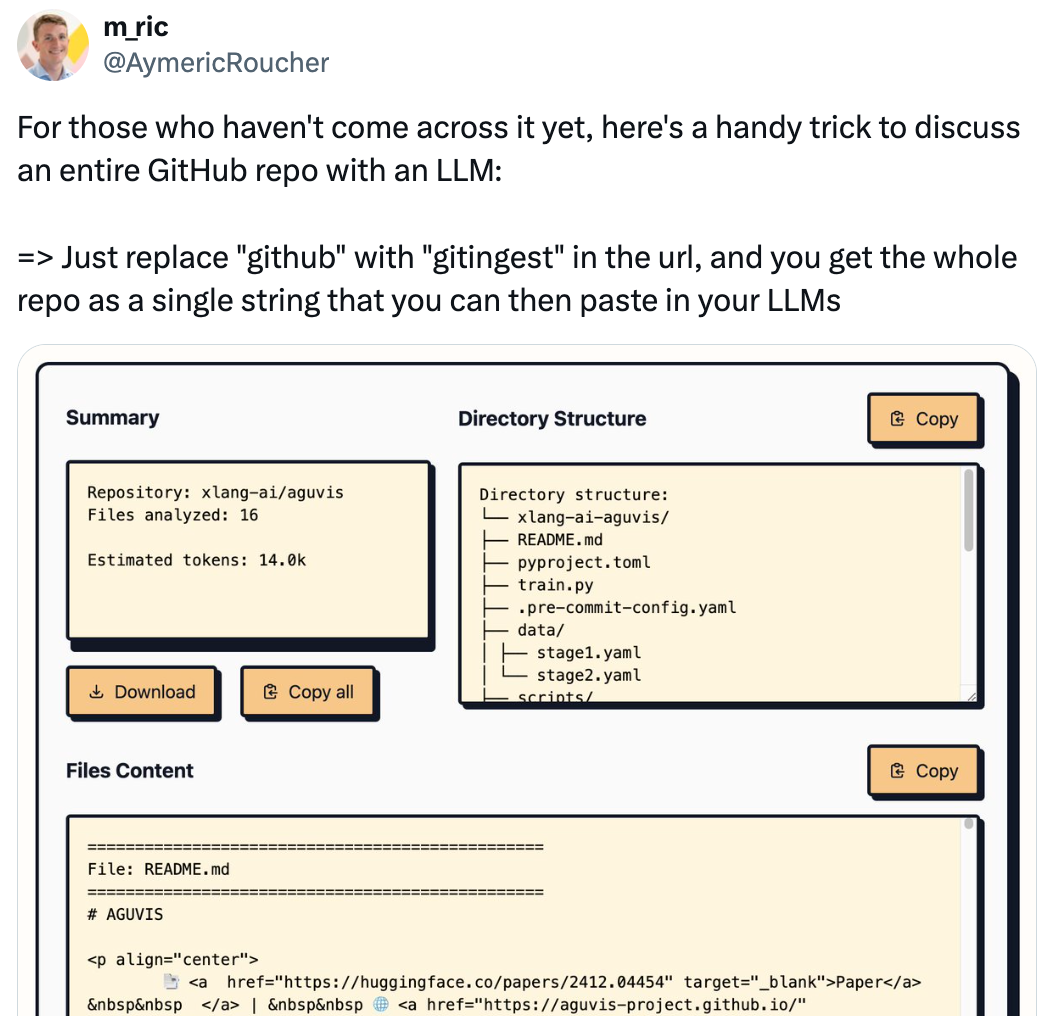 m_ric
@AymericRoucher
For those who haven't come across it yet, here's a handy trick to discuss
an entire GitHub repo with an LLM:
=> Just replace "github" with "gitingest" in the url, and you get the whole
repo as a single string that you can then paste in your LLMs
Summary
Directory Structure
Copy
Repository: xlang-ai/aguvis
Files analyzed: 16
Estimated tokens: 14.0k
Directory structure:
└── xlang-ai-aguvis/
├── README.md
├── pyproject.toml
├── train.py
├── .pre-commit-config.yaml
├── data/
│ ├── stage1.yaml
│ └── stage2.yaml
├── scripts/
Download
Copy all
Files Content
Copy
================================================
File: README.md
================================================
# AGUVIS
<p align="center">
📑 <a  href="https://huggingface.co/papers/2412.04454" target="_blank">Paper</a>
&nbsp&nbsp  </a> | &nbsp&nbsp 🌐 <a href="https://aguvis-project.github.io/"